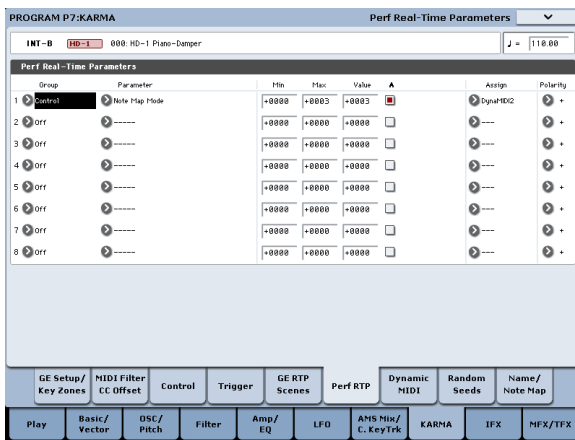 PROGRAM P7:KARMA Perf Real-Time Parameters
INT-B HD-1 000: HD-1 Piano-Damper ♩= 110.00
Perf Real-Time Parameters
Group Parameter Min Max Value A Assign Polarity
1 Control Note Map Mode +0000 +0003 +0003 DynaMIDI2 +
2 Off ----- +0000 +0000 +0000 --- +
3 Off ----- +0000 +0000 +0000 --- +
4 Off ----- +0000 +0000 +0000 --- +
5 Off ----- +0000 +0000 +0000 --- +
6 Off ----- +0000 +0000 +0000 --- +
7 Off ----- +0000 +0000 +0000 --- +
8 Off ----- +0000 +0000 +0000 --- +
GE Setup/ MIDI Filter Control Trigger GE RTP Perf RTP Dynamic Random Name/
Key Zones CC Offset Scenes MIDI Seeds Note Map
Play Basic/ OSC/ Filter Amp/ LFO AMS Mix/ KARMA IFX MFX/TFX
Vector Pitch EQ C. KeyTrk